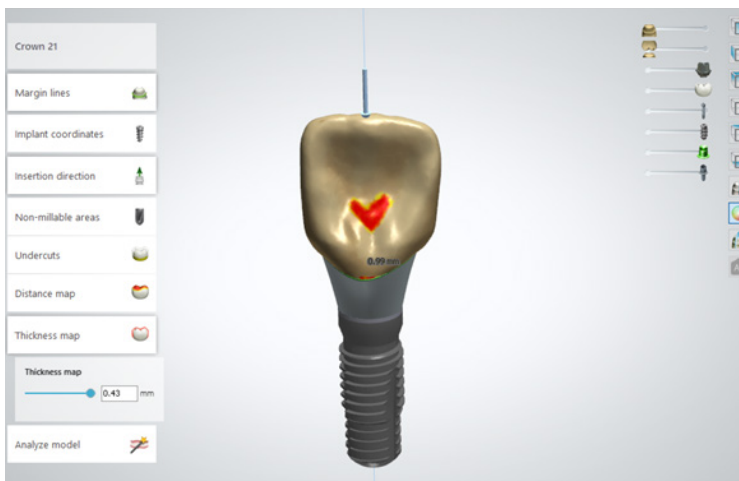 Crown 21
Margin lines
Implant coordinates
Insertion direction
Non-millable areas
Undercuts
Distance map
Thickness map
Thickness map
0.43 mm
Analyze model
0.99 mm